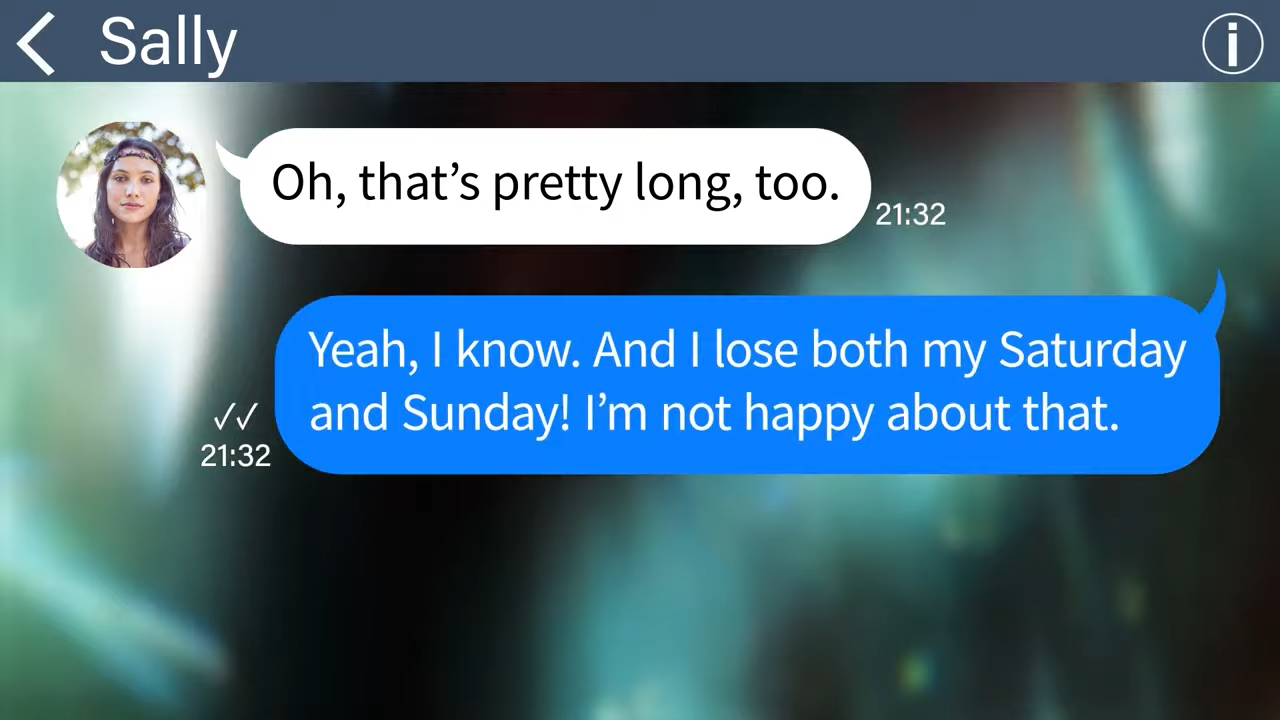 Sally
Oh, that’s pretty long, too.
21:32
Yeah, I know. And I lose both my Saturday
and Sunday! I’m not happy about that.
21:32